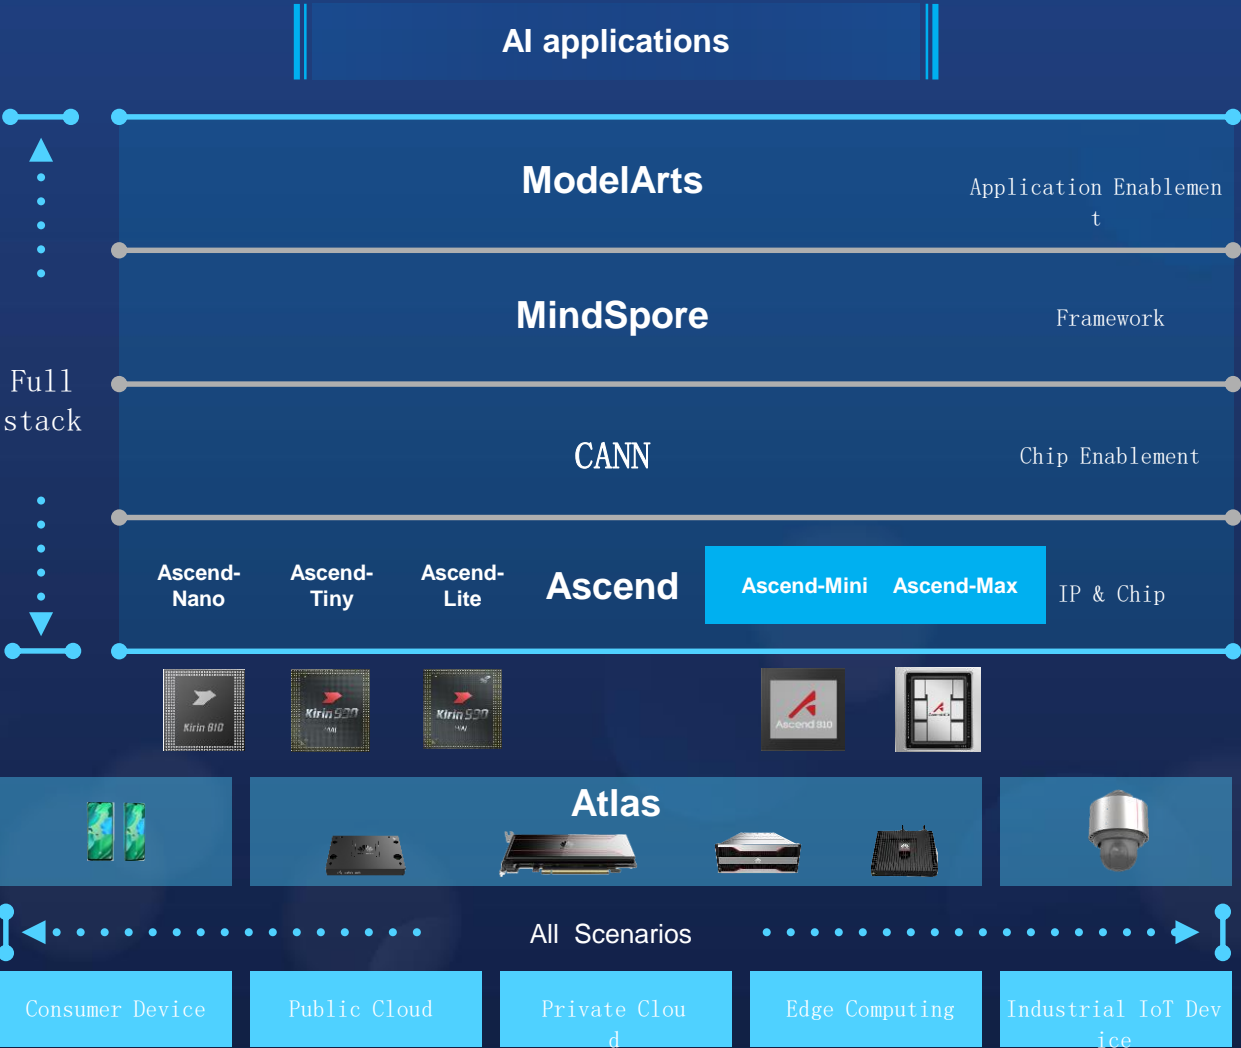 AI applications
ModelArts
Application Enablemen
t
MindSpore
Framework
Full
stack
CANN
Chip Enablement
Ascend-
Nano
Ascend-
Tiny
Ascend-
Lite
Ascend
Ascend-Mini
Ascend-Max
IP & Chip
Kirin 810
Kirin 990
Kirin 990
Ascend 310
Atlas
All Scenarios
Consumer Device
Public Cloud
Private Clou
d
Edge Computing
Industrial IoT Dev
ice